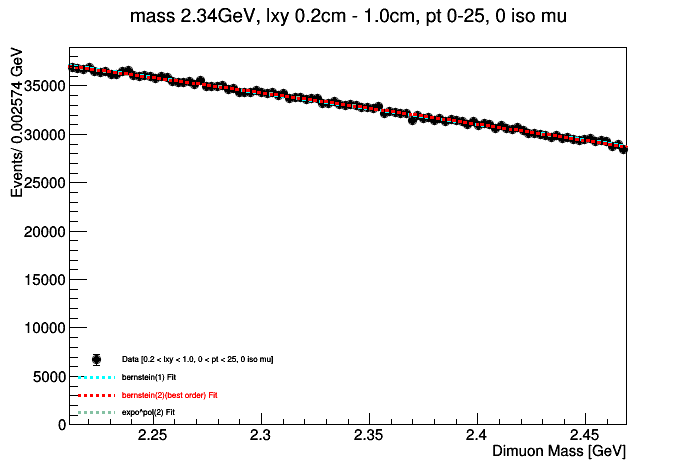 mass 2.34GeV, lxy 0.2cm - 1.0cm, pt 0-25, 0 iso mu
Events/ 0.002574 GeV
35000
30000
25000
20000
15000
10000
5000
0
Data [0.2 < lxy < 1.0, 0 < pt < 25, 0 iso mu]
bernstein(1) Fit
bernstein(2)(best order) Fit
expo*pol(2) Fit
2.25 2.3 2.35 2.4 2.45
Dimuon Mass [GeV]